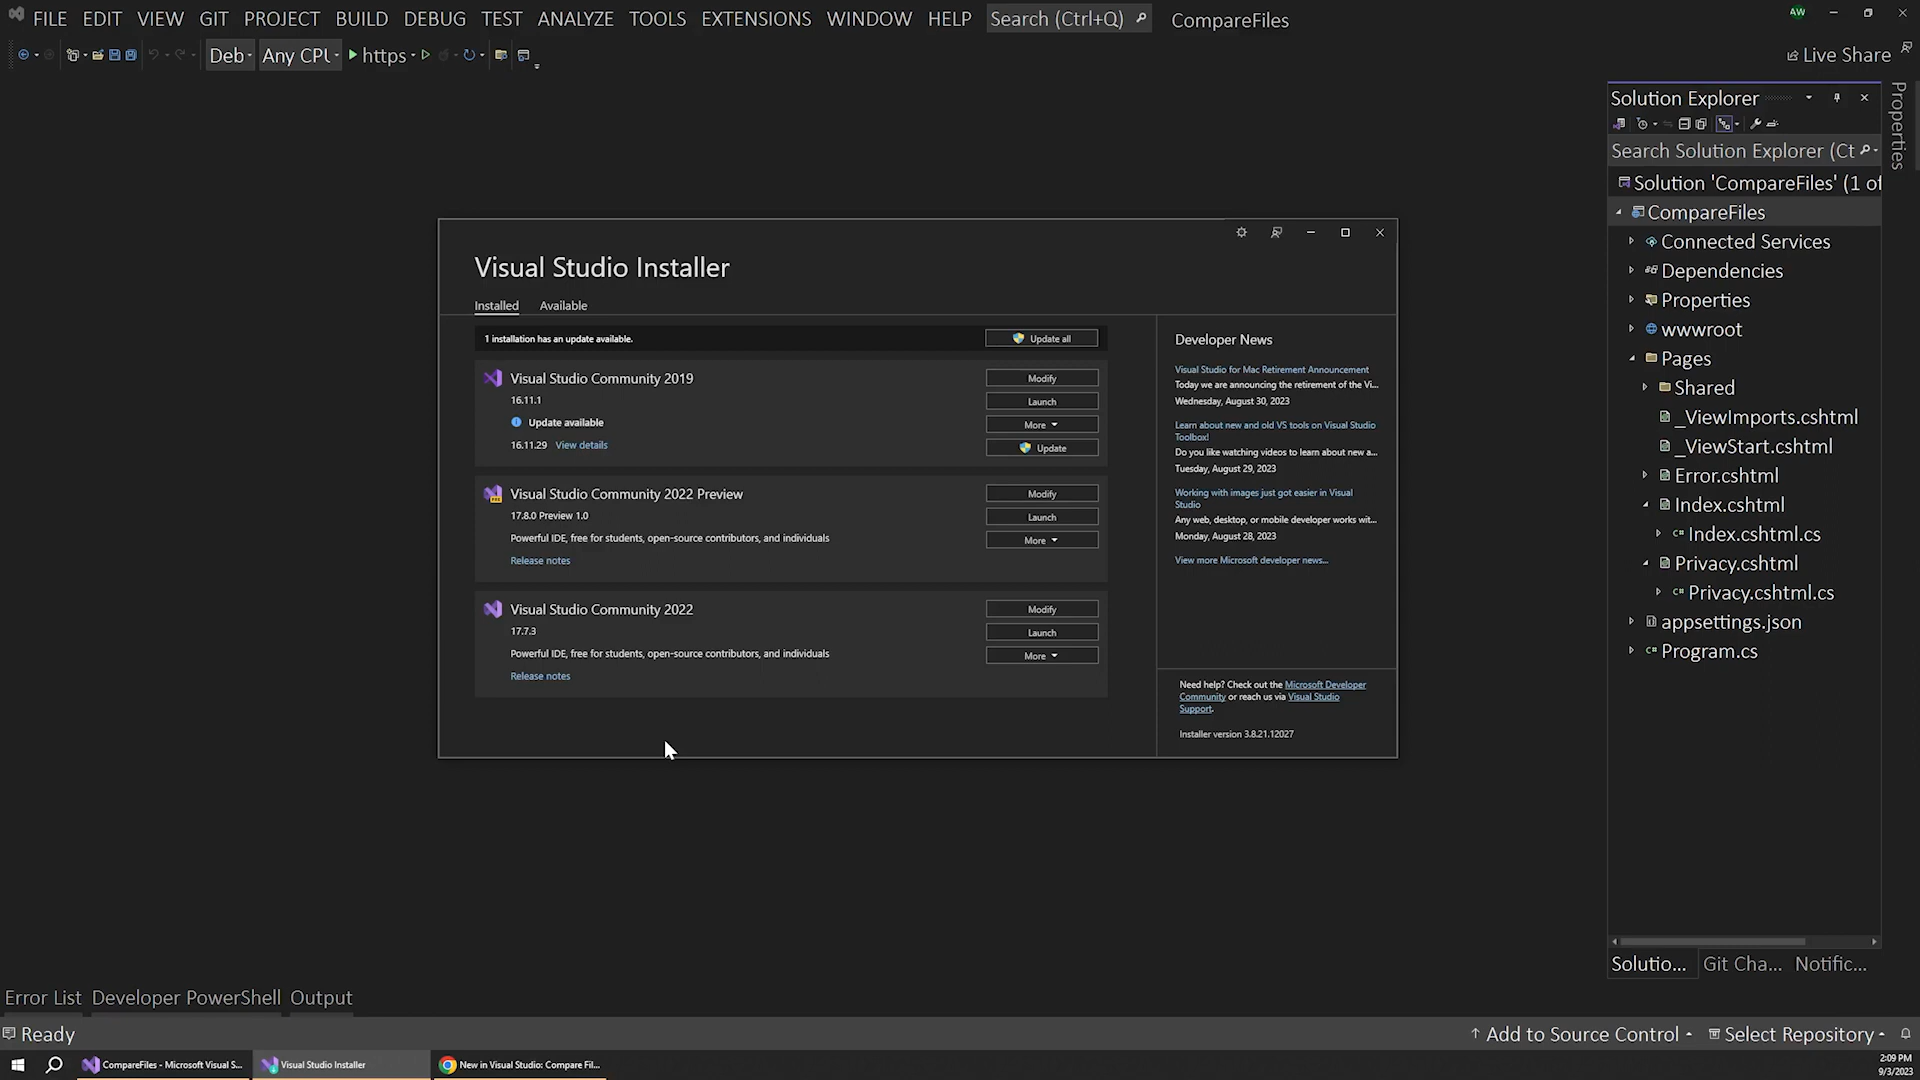 FILE EDIT VIEW GIT PROJECT BUILD DEBUG TEST ANALYZE TOOLS EXTENSIONS WINDOW HELP Search (Ctrl+Q) CompareFiles AW
Deb Any CPU https Live Share
Solution Explorer
Properties
Search Solution Explorer (Ct
Solution 'CompareFiles' (1 of
CompareFiles
Connected Services
Dependencies
Properties
wwwroot
Pages
Shared
_ViewImports.cshtml
_ViewStart.cshtml
Error.cshtml
Index.cshtml
C# Index.cshtml.cs
Privacy.cshtml
C# Privacy.cshtml.cs
appsettings.json
C# Program.cs
Soluti​o... Git Cha... Notific...
Visual Studio Installer
Installed Available
1 installation has an update available. Update all
Visual Studio Community 2019 Modify
16.11.1 Launch
Update available More
16.11.29 View details Update
Visual Studio Community 2022 Preview Modify
17.8.0 Preview 1.0 Launch
Powerful IDE, free for students, open-source contributors, and individuals More
Release notes
Visual Studio Community 2022 Modify
17.7.3 Launch
Powerful IDE, free for students, open-source contributors, and individuals More
Release notes
Developer News
Visual Studio for Mac Retirement Announcement
Today we are announcing the retirement of the Vi...
Wednesday, August 30, 2023
Learn about new and old VS tools on Visual Studio
Toolbox!
Do you like watching videos to learn about new a...
Tuesday, August 29, 2023
Working with images just got easier in Visual
Studio
Any web, desktop, or mobile developer works wit...
Monday, August 28, 2023
View more Microsoft developer news...
Need help? Check out the Microsoft Developer
Community or reach us via Visual Studio
Support.
Installer version 3.8.21.12027
Error List Developer PowerShell Output
Ready Add to Source Control Select Repository
CompareFiles - Microsoft Visual S... Visual Studio Installer New in Visual Studio: Compare Fil... 2:09 PM
9/3/2023